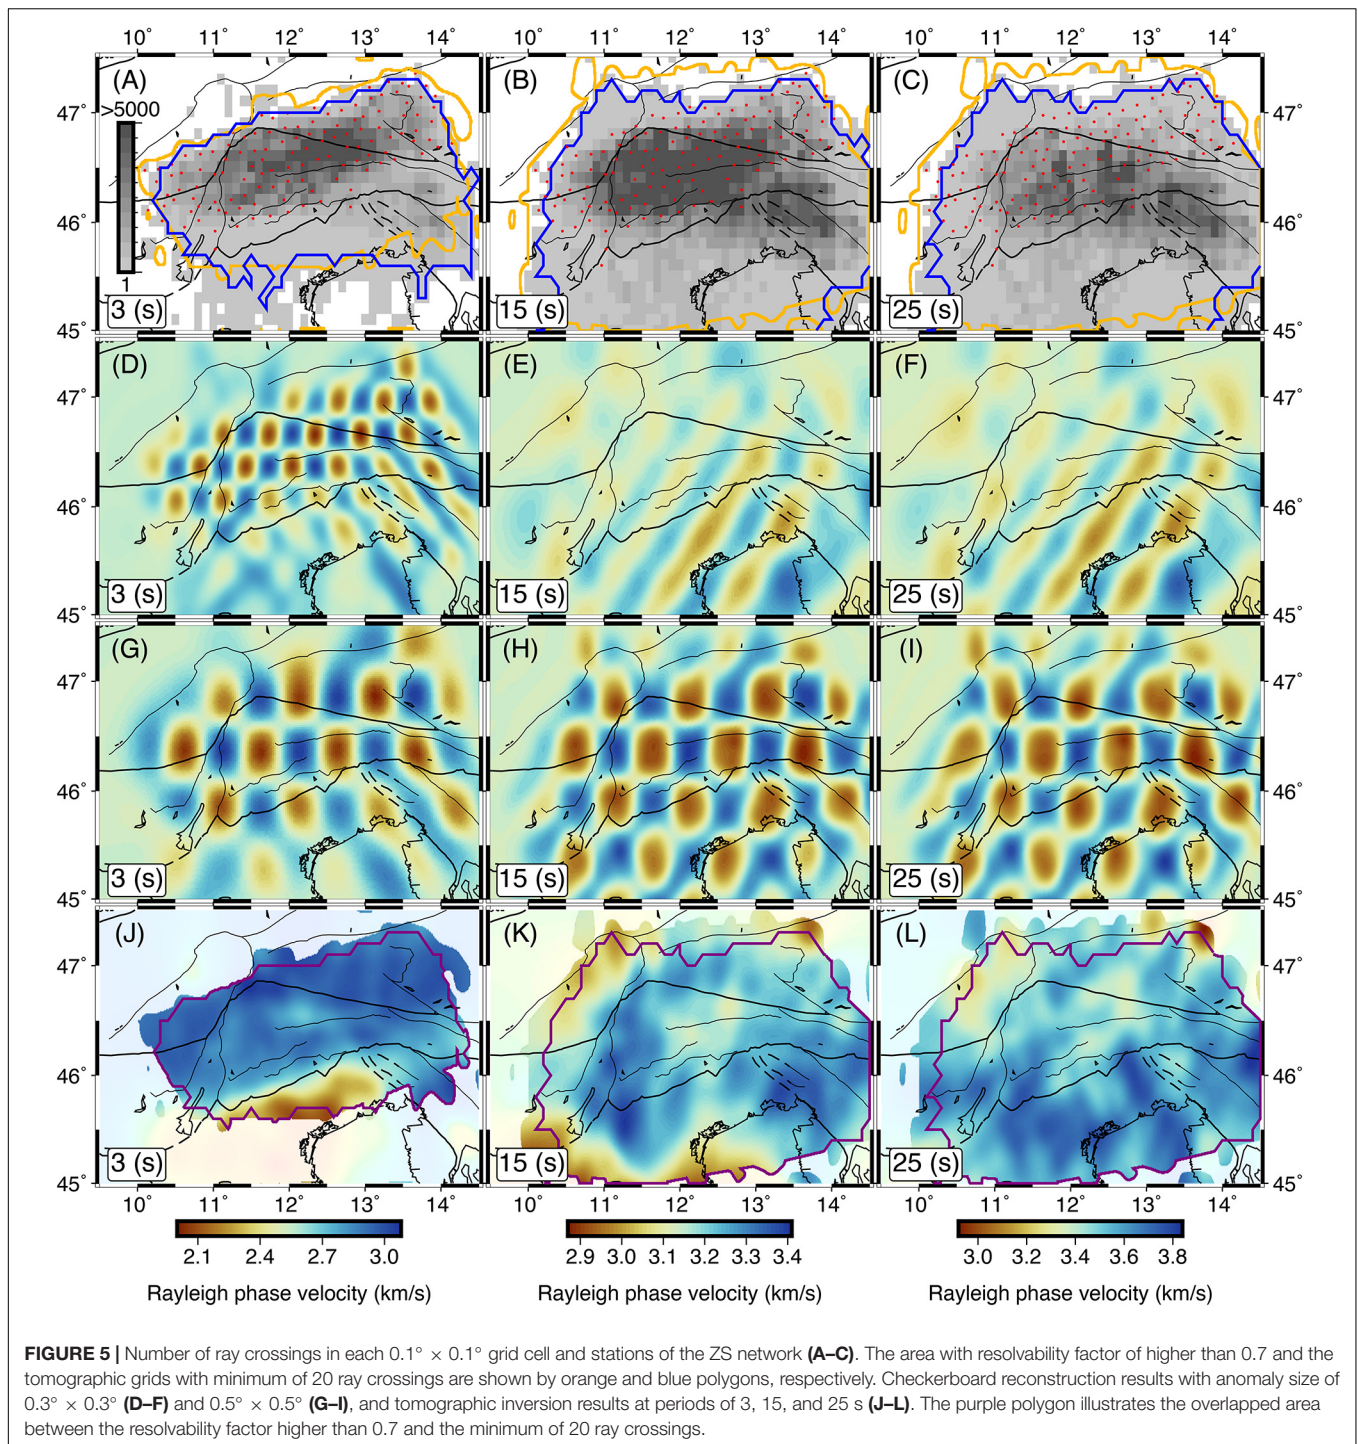 10° 11° 12° 13° 14° 10° 11° 12° 13° 14° 10° 11° 12° 13° 14°
(A) (B) (C)
>5000
47° 47°
46° 46°
1
3 (s) 15 (s) 25 (s)
45° 45°
(D) (E) (F)
47° 47°
46° 46°
3 (s) 15 (s) 25 (s)
45° 45°
(G) (H) (I)
47° 47°
46° 46°
3 (s) 15 (s) 25 (s)
45° 45°
(J) (K) (L)
47° 47°
46° 46°
3 (s) 15 (s) 25 (s)
45° 45°
10° 11° 12° 13° 14° 10° 11° 12° 13° 14° 10° 11° 12° 13° 14°
2.1 2.4 2.7 3.0 2.9 3.0 3.1 3.2 3.3 3.4 3.0 3.2 3.4 3.6 3.8
Rayleigh phase velocity (km/s) Rayleigh phase velocity (km/s) Rayleigh phase velocity (km/s)
FIGURE 5 | Number of ray crossings in each 0.1° × 0.1° grid cell and stations of the ZS network (A–C). The area with resolvability factor of higher than 0.7 and the
tomographic grids with minimum of 20 ray crossings are shown by orange and blue polygons, respectively. Checkerboard reconstruction results with anomaly size of
0.3° × 0.3° (D–F) and 0.5° × 0.5° (G–I), and tomographic inversion results at periods of 3, 15, and 25 s (J–L). The purple polygon illustrates the overlapped area
between the resolvability factor higher than 0.7 and the minimum of 20 ray crossings.